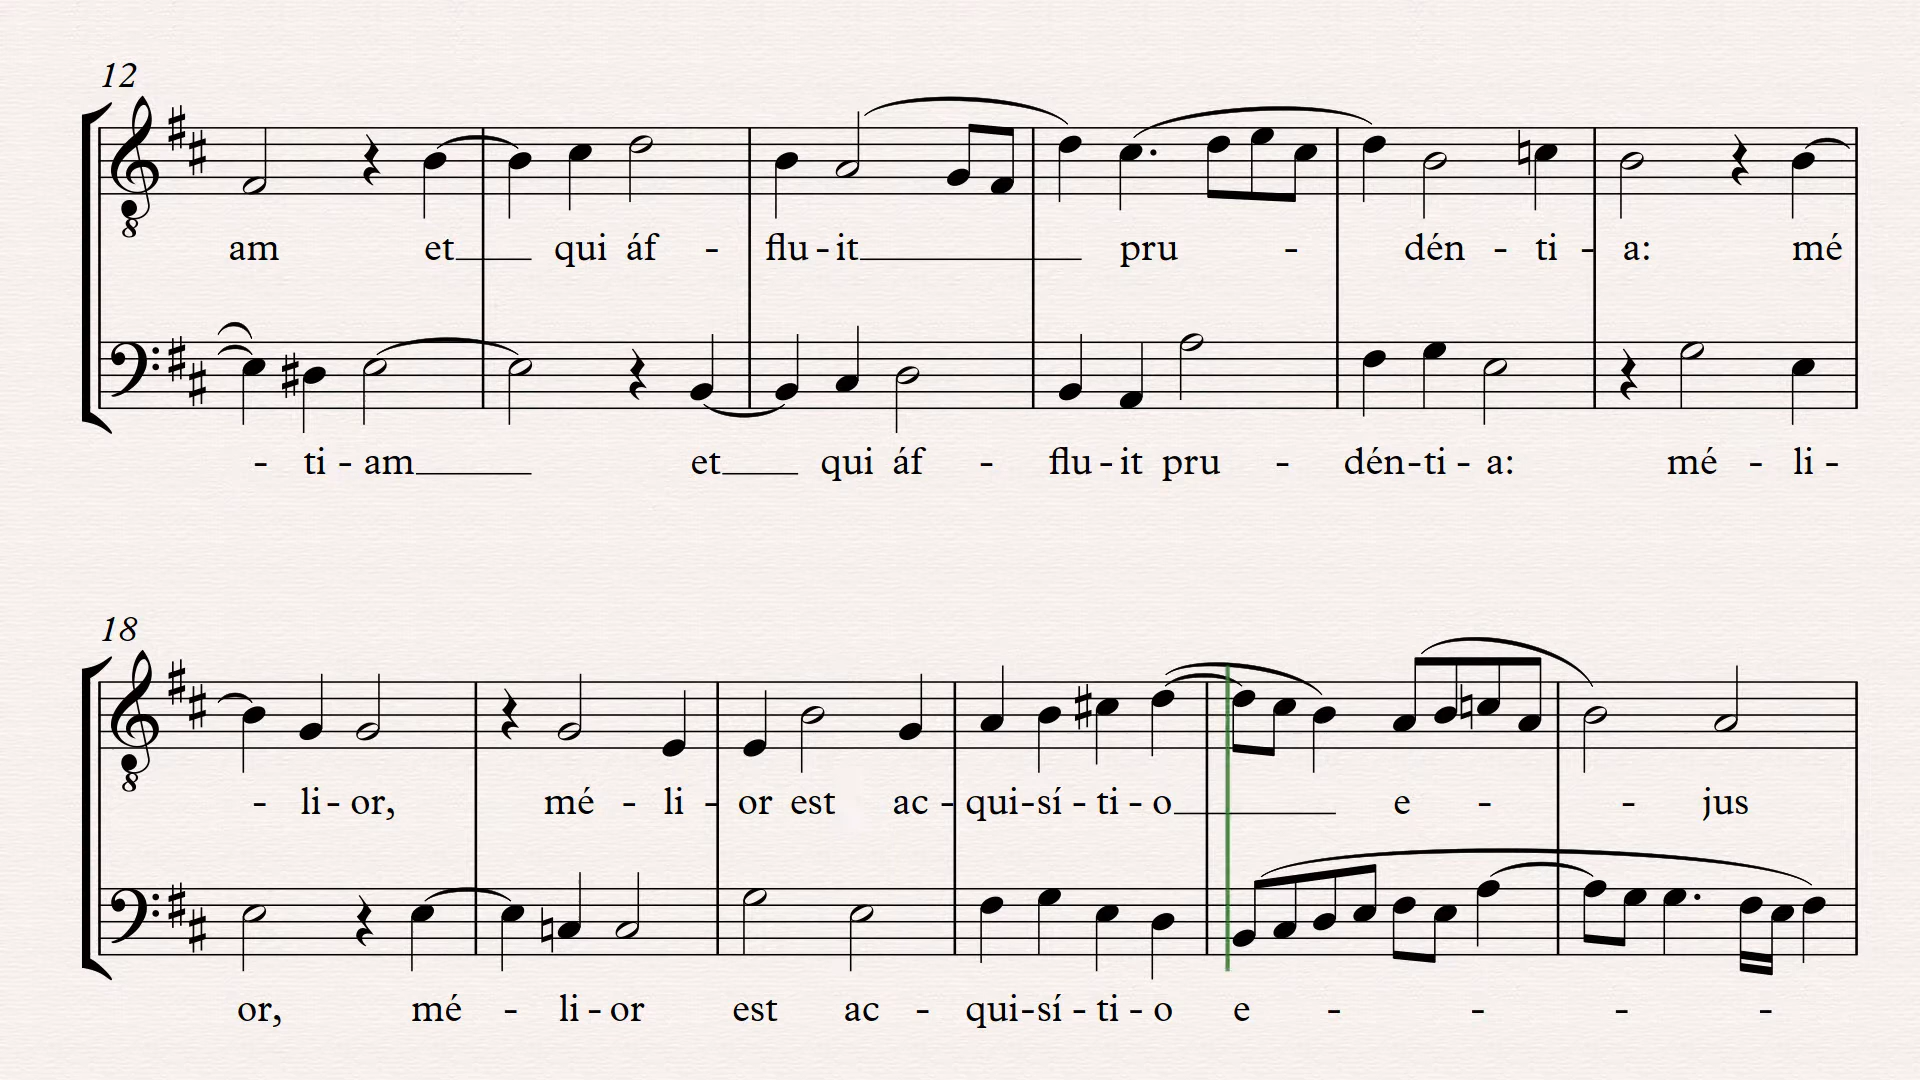 12
am et qui áf - flu - it pru - dén - ti - a: mé
- ti - am et qui áf - flu - it pru - dén - ti - a: mé - li -
18
- li - or, mé - li - or est ac - qui - sí - ti - o e - - jus
or, mé - li - or est ac - qui - sí - ti - o e - - - -